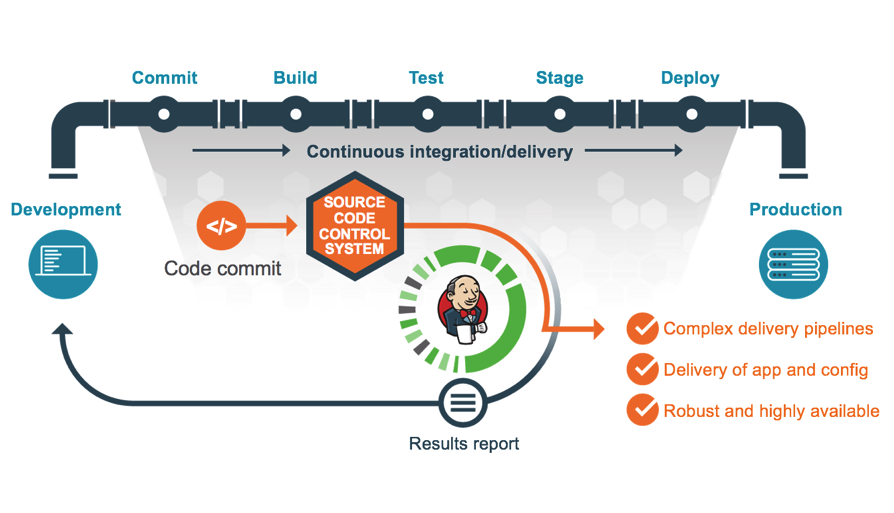 Commit
Build
Test
Stage
Deploy
Continuous integration/delivery
Development
Production
</>
SOURCE
CODE
CONTROL
SYSTEM
Code commit
Complex delivery pipelines
Delivery of app and config
Robust and highly available
Results report